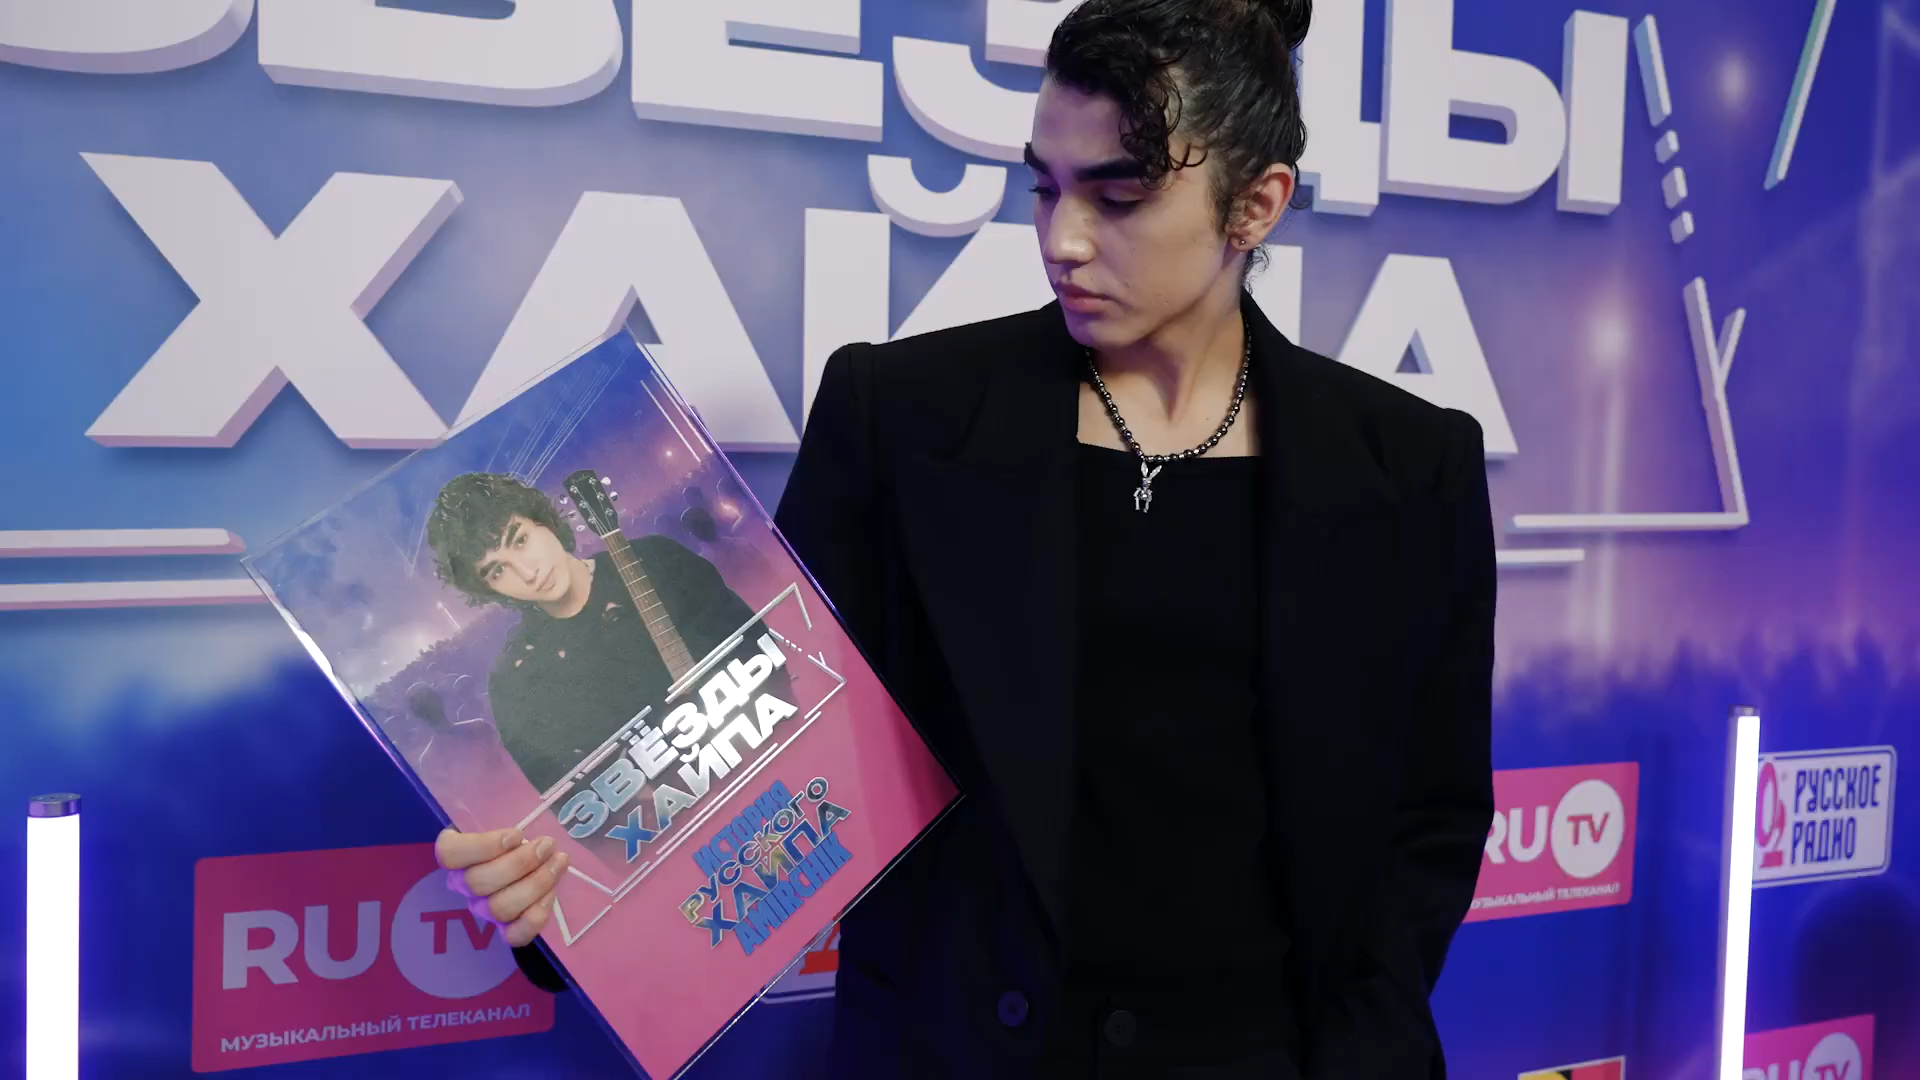 ЗВЁЗДЫ
ХАЙПА
ЗВЁЗДЫ
ХАЙПА
ИСТОРИЯ
РУССКОГО
ХАЙПА
AMIRCHIK
RU TV
МУЗЫКАЛЬНЫЙ ТЕЛЕКАНАЛ
RU TV
МУЗЫКАЛЬНЫЙ ТЕЛЕКАНАЛ
РУССКОЕ
РАДИО
RU TV